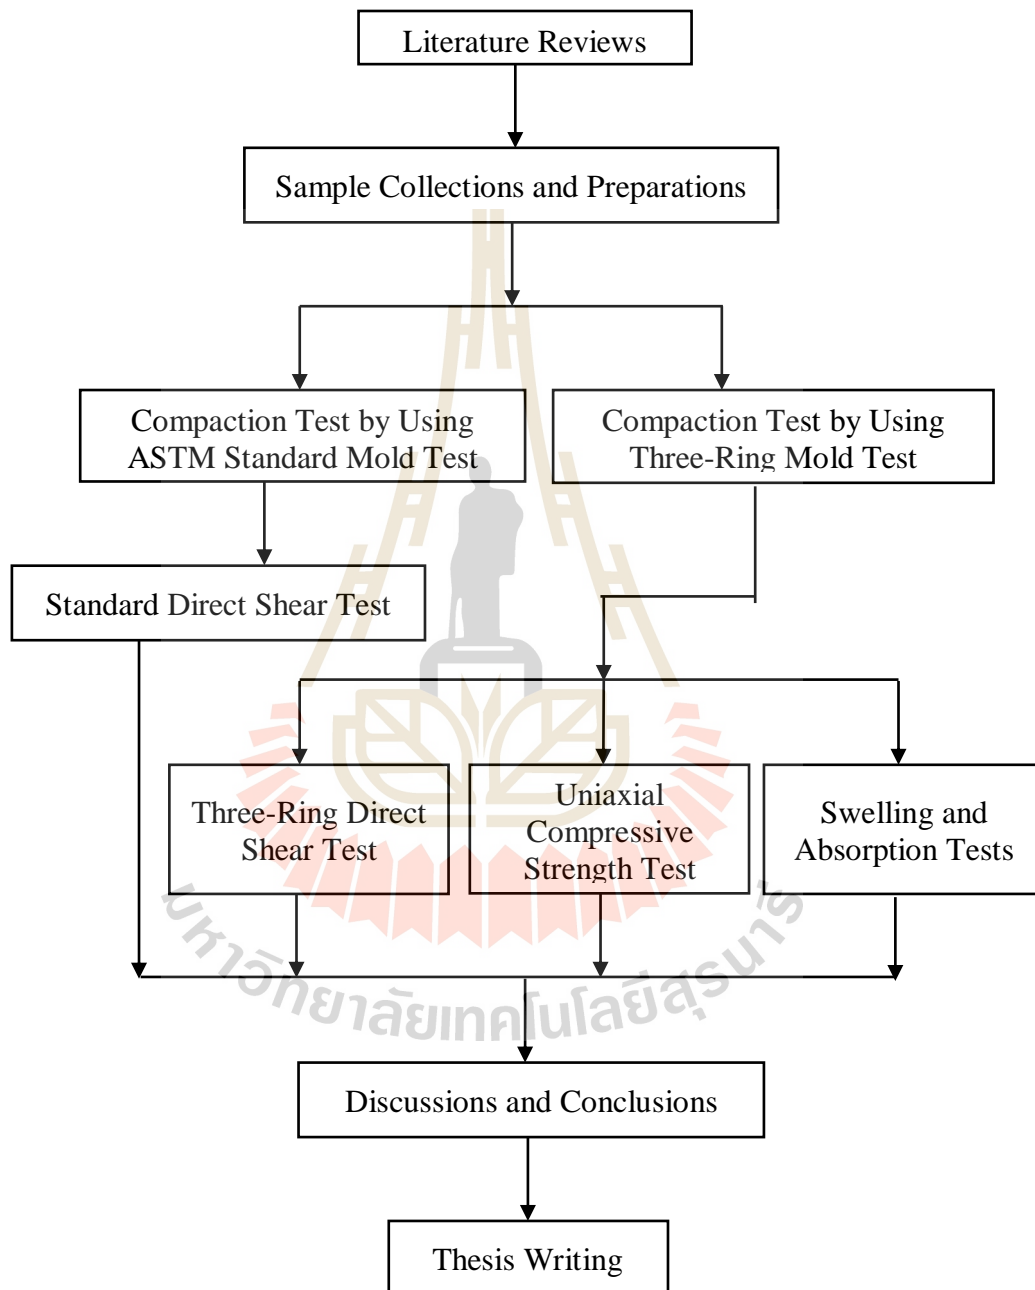 Literature Reviews
Sample Collections and Preparations
Compaction Test by Using
ASTM Standard Mold Test
Compaction Test by Using
Three-Ring Mold Test
Standard Direct Shear Test
Three-Ring Direct
Shear Test
Uniaxial
Compressive
Strength Test
Swelling and
Absorption Tests
มหาวิทยาลัยเทคโนโลยีสุรนารี
Discussions and Conclusions
Thesis Writing